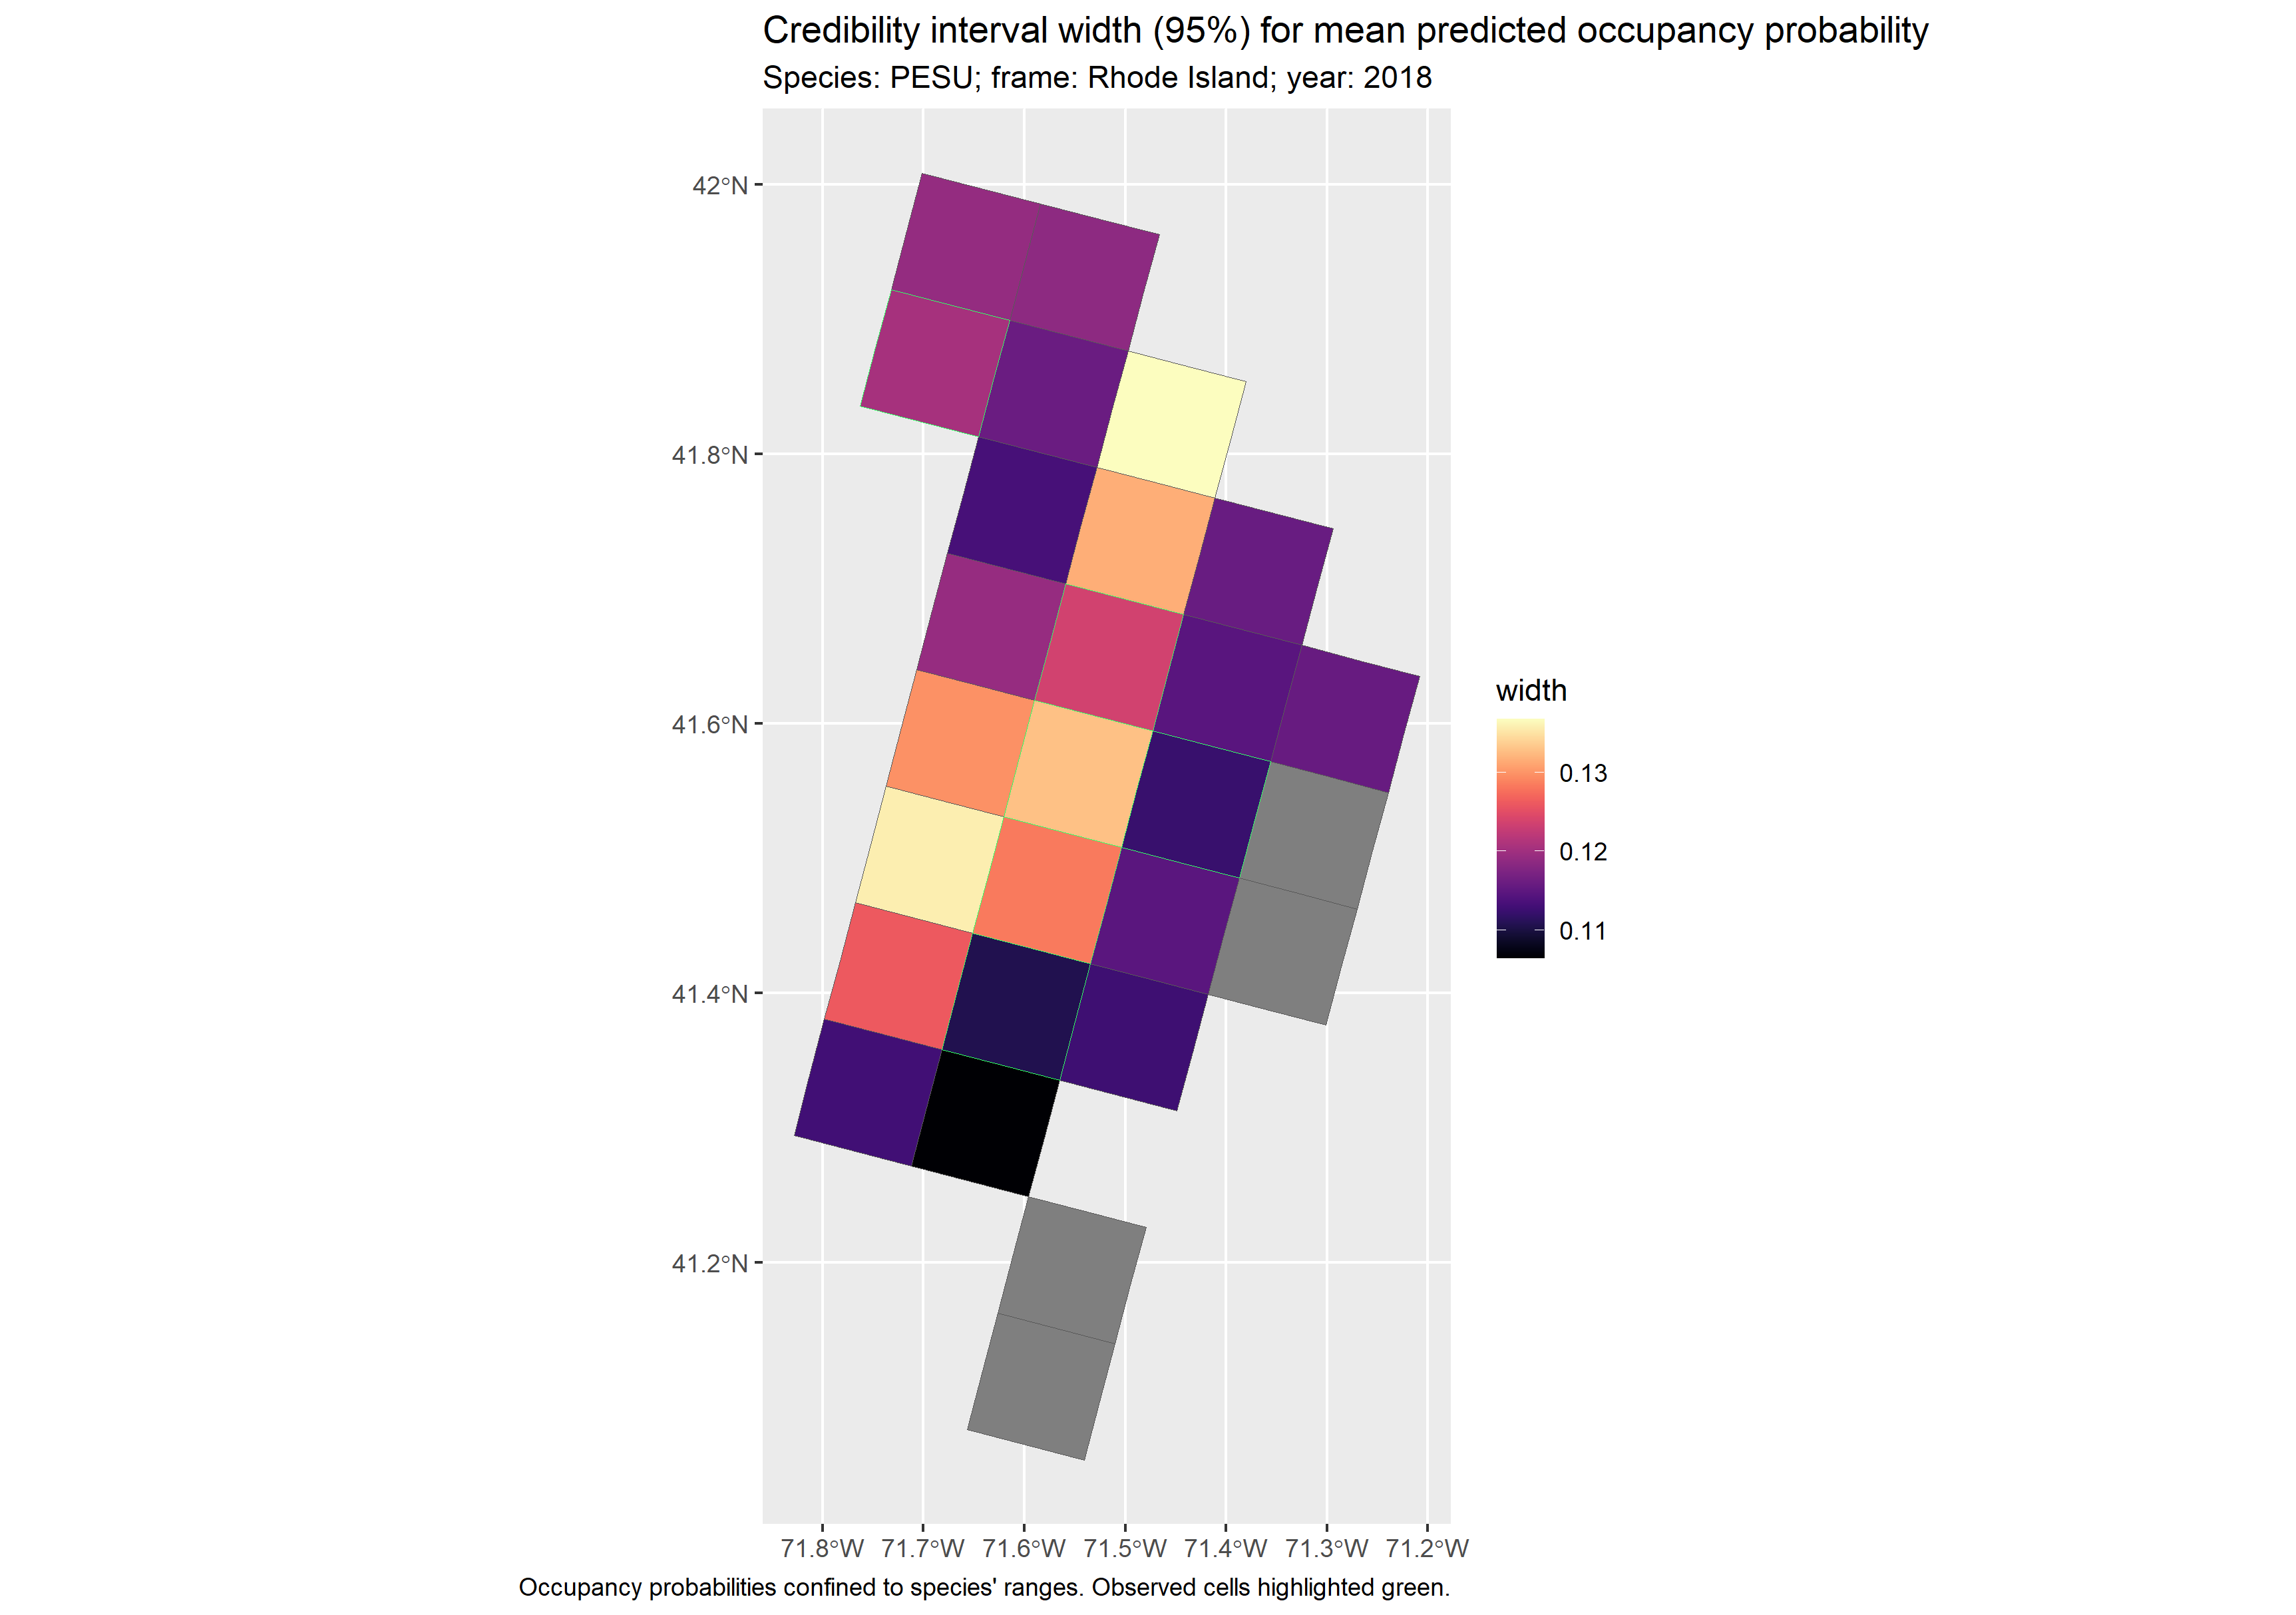 Credibility interval width (95%) for mean predicted occupancy probability
Species: PESU; frame: Rhode Island; year: 2018
42°N
41.8°N
41.6°N
41.4°N
41.2°N
71.8°W 71.7°W 71.6°W 71.5°W 71.4°W 71.3°W 71.2°W
width
0.13
0.12
0.11
Occupancy probabilities confined to species' ranges. Observed cells highlighted green.